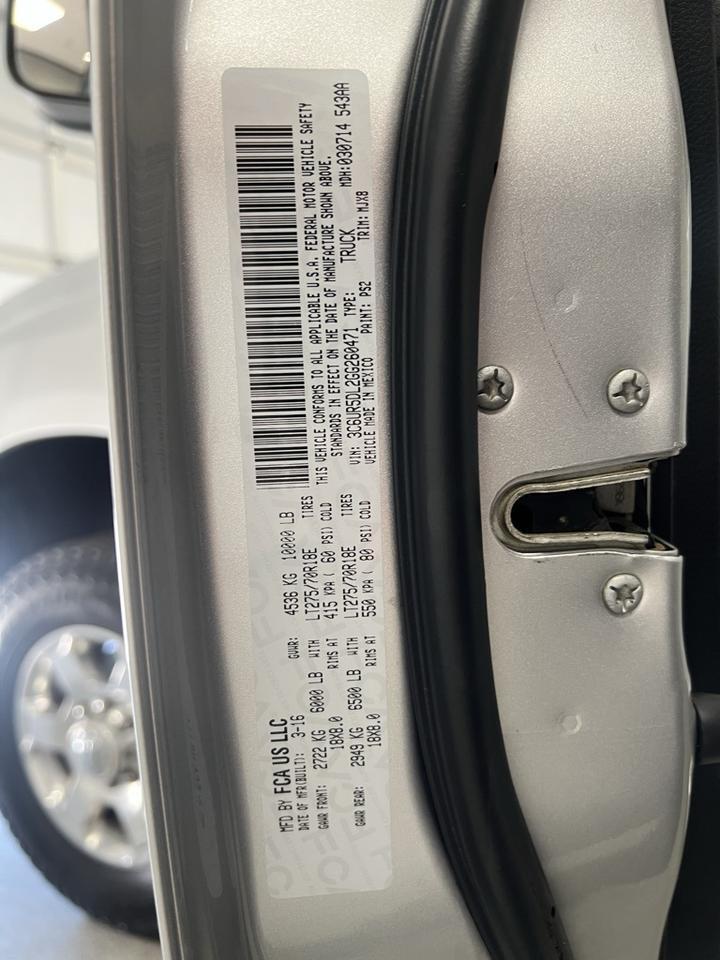 MFD BY FCA US LLC
DATE OF MFR(BUILT): 3-16 GVWR: 4536 KG 10000 LB
GAWR FRONT: 2722 KG 6000 LB WITH LT275/70R18E TIRES
18X8.0 RIMS AT 415 KPA ( 60 PSI) COLD
GAWR REAR: 2949 KG 6500 LB WITH LT275/70R18E TIRES
18X8.0 RIMS AT 550 KPA ( 80 PSI) COLD
THIS VEHICLE CONFORMS TO ALL APPLICABLE U.S.A. FEDERAL MOTOR VEHICLE SAFETY
STANDARDS IN EFFECT ON THE DATE OF MANUFACTURE SHOWN ABOVE.
VIN: 3C6UR5DL2GG260471 TYPE: TRUCK MDH:030714 543AA
VEHICLE MADE IN MEXICO PAINT: PS2 TRIM: MJX8